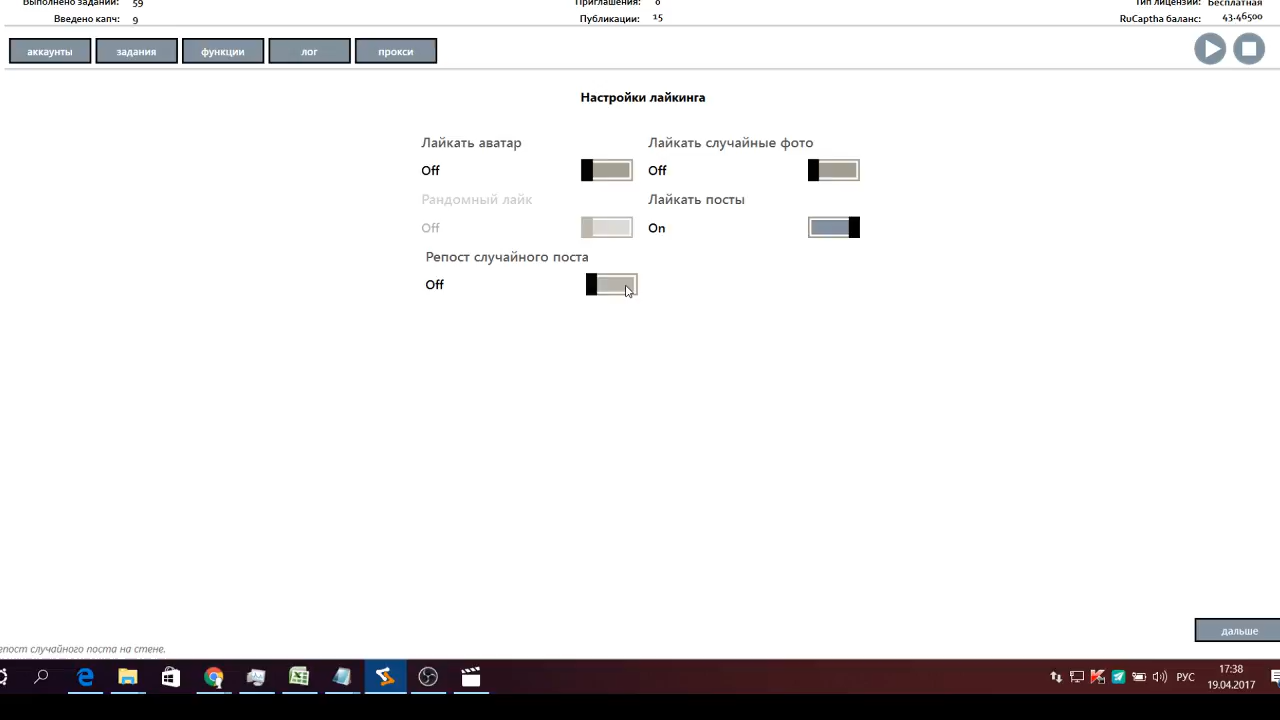 Выполнено заданий: 59
Приглашения: 0
Тип лицензии: Бесплатная
Введено капч: 9
Публикации: 15
RuCaptha баланс: 43.46500
аккаунты
задания
функции
лог
прокси
Настройки лайкинга
Лайкать аватар
Лайкать случайные фото
Off
Off
Рандомный лайк
Лайкать посты
Off
On
Репост случайного поста
Off
дальше
епост случайного поста на стене.
РУС
17:38
19.04.2017